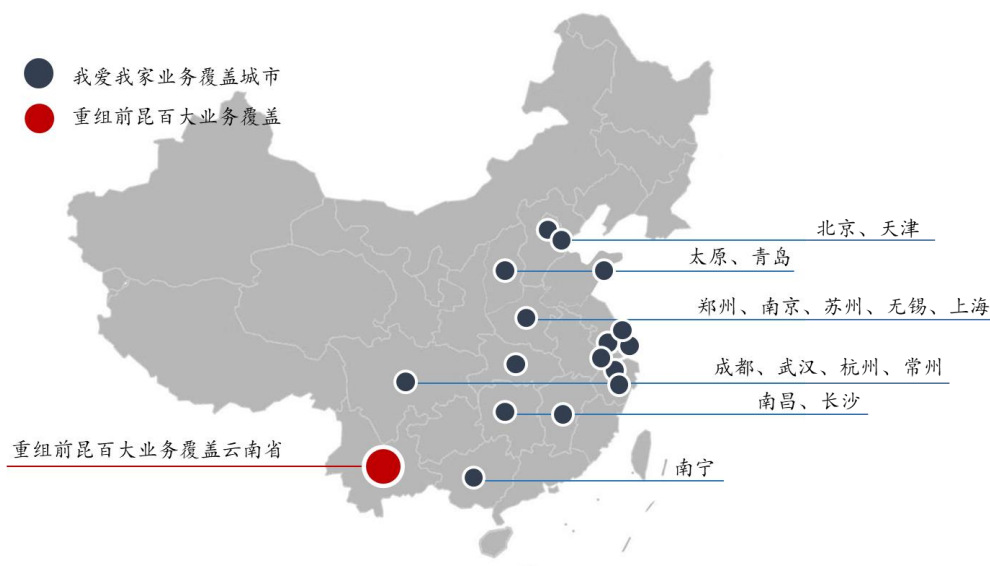 我爱我家业务覆盖城市
重组前昆百大业务覆盖
北京、天津
太原、青岛
郑州、南京、苏州、无锡、上海
成都、武汉、杭州、常州
南昌、长沙
重组前昆百大业务覆盖云南省
南宁